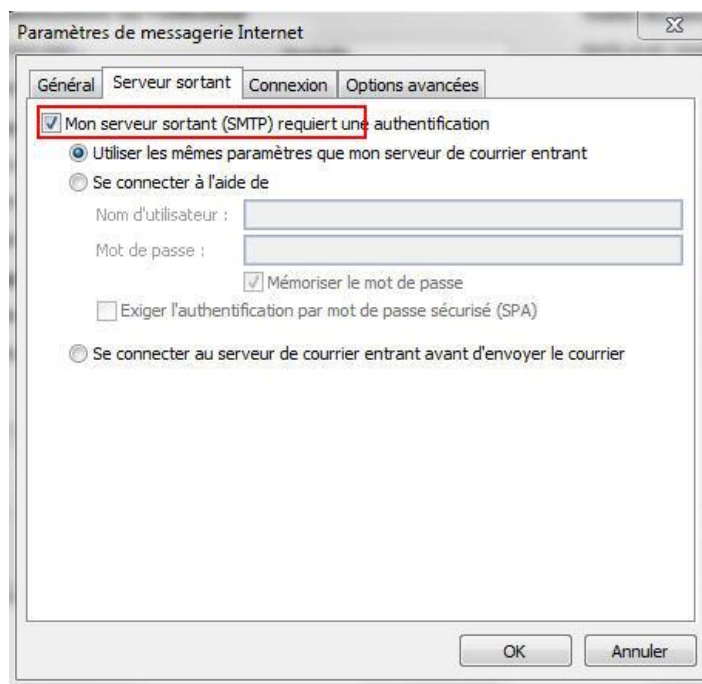 Paramètres de messagerie Internet
Général Serveur sortant Connexion Options avancées
Mon serveur sortant (SMTP) requiert une authentification
Utiliser les mêmes paramètres que mon serveur de courrier entrant
Se connecter à l'aide de
Nom d'utilisateur :
Mot de passe :
Mémoriser le mot de passe
Exiger l'authentification par mot de passe sécurisé (SPA)
Se connecter au serveur de courrier entrant avant d'envoyer le courrier
OK Annuler